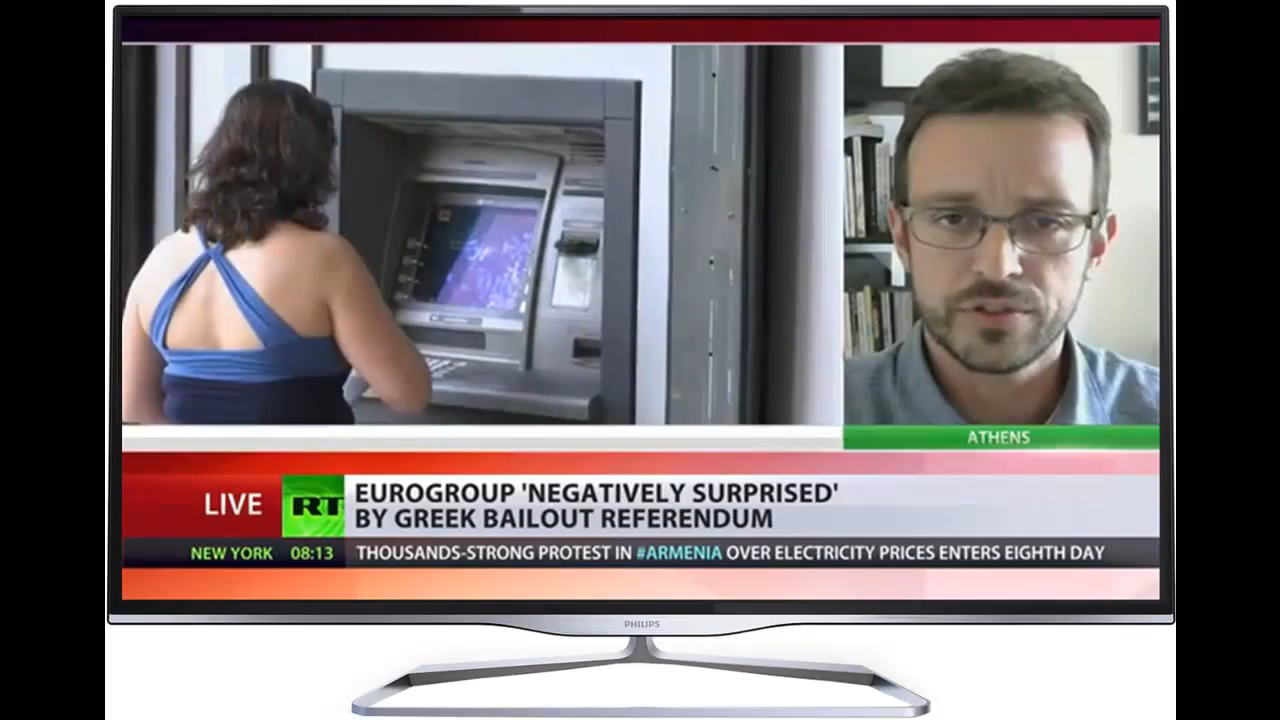 ATHENS
LIVE
RT
EUROGROUP 'NEGATIVELY SURPRISED'
BY GREEK BAILOUT REFERENDUM
NEW YORK 08:13 THOUSANDS-STRONG PROTEST IN #ARMENIA OVER ELECTRICITY PRICES ENTERS EIGHTH DAY
PHILIPS